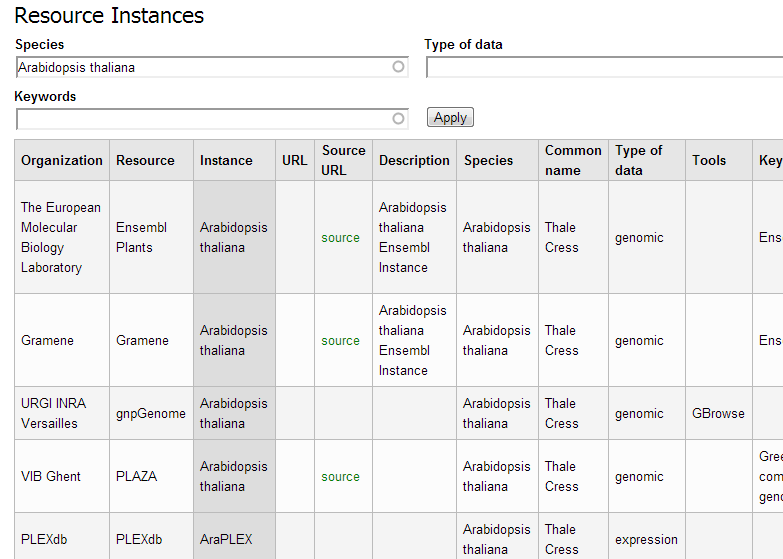 Resource Instances
Species Type of data
Arabidopsis thaliana
Keywords
Apply
Organization Resource Instance URL Source URL Description Species Common name Type of data Tools Key
The European Molecular Biology Laboratory Ensembl Plants Arabidopsis thaliana source Arabidopsis thaliana Ensembl Instance Arabidopsis thaliana Thale Cress genomic Ens
Gramene Gramene Arabidopsis thaliana source Arabidopsis thaliana Ensembl Instance Arabidopsis thaliana Thale Cress genomic Ens
URGI INRA Versailles gnpGenome Arabidopsis thaliana Arabidopsis thaliana Thale Cress genomic GBrowse
VIB Ghent PLAZA Arabidopsis thaliana source Arabidopsis thaliana Thale Cress genomic Gree com geno
PLEXdb PLEXdb AraPLEX Arabidopsis thaliana Thale Cress expression